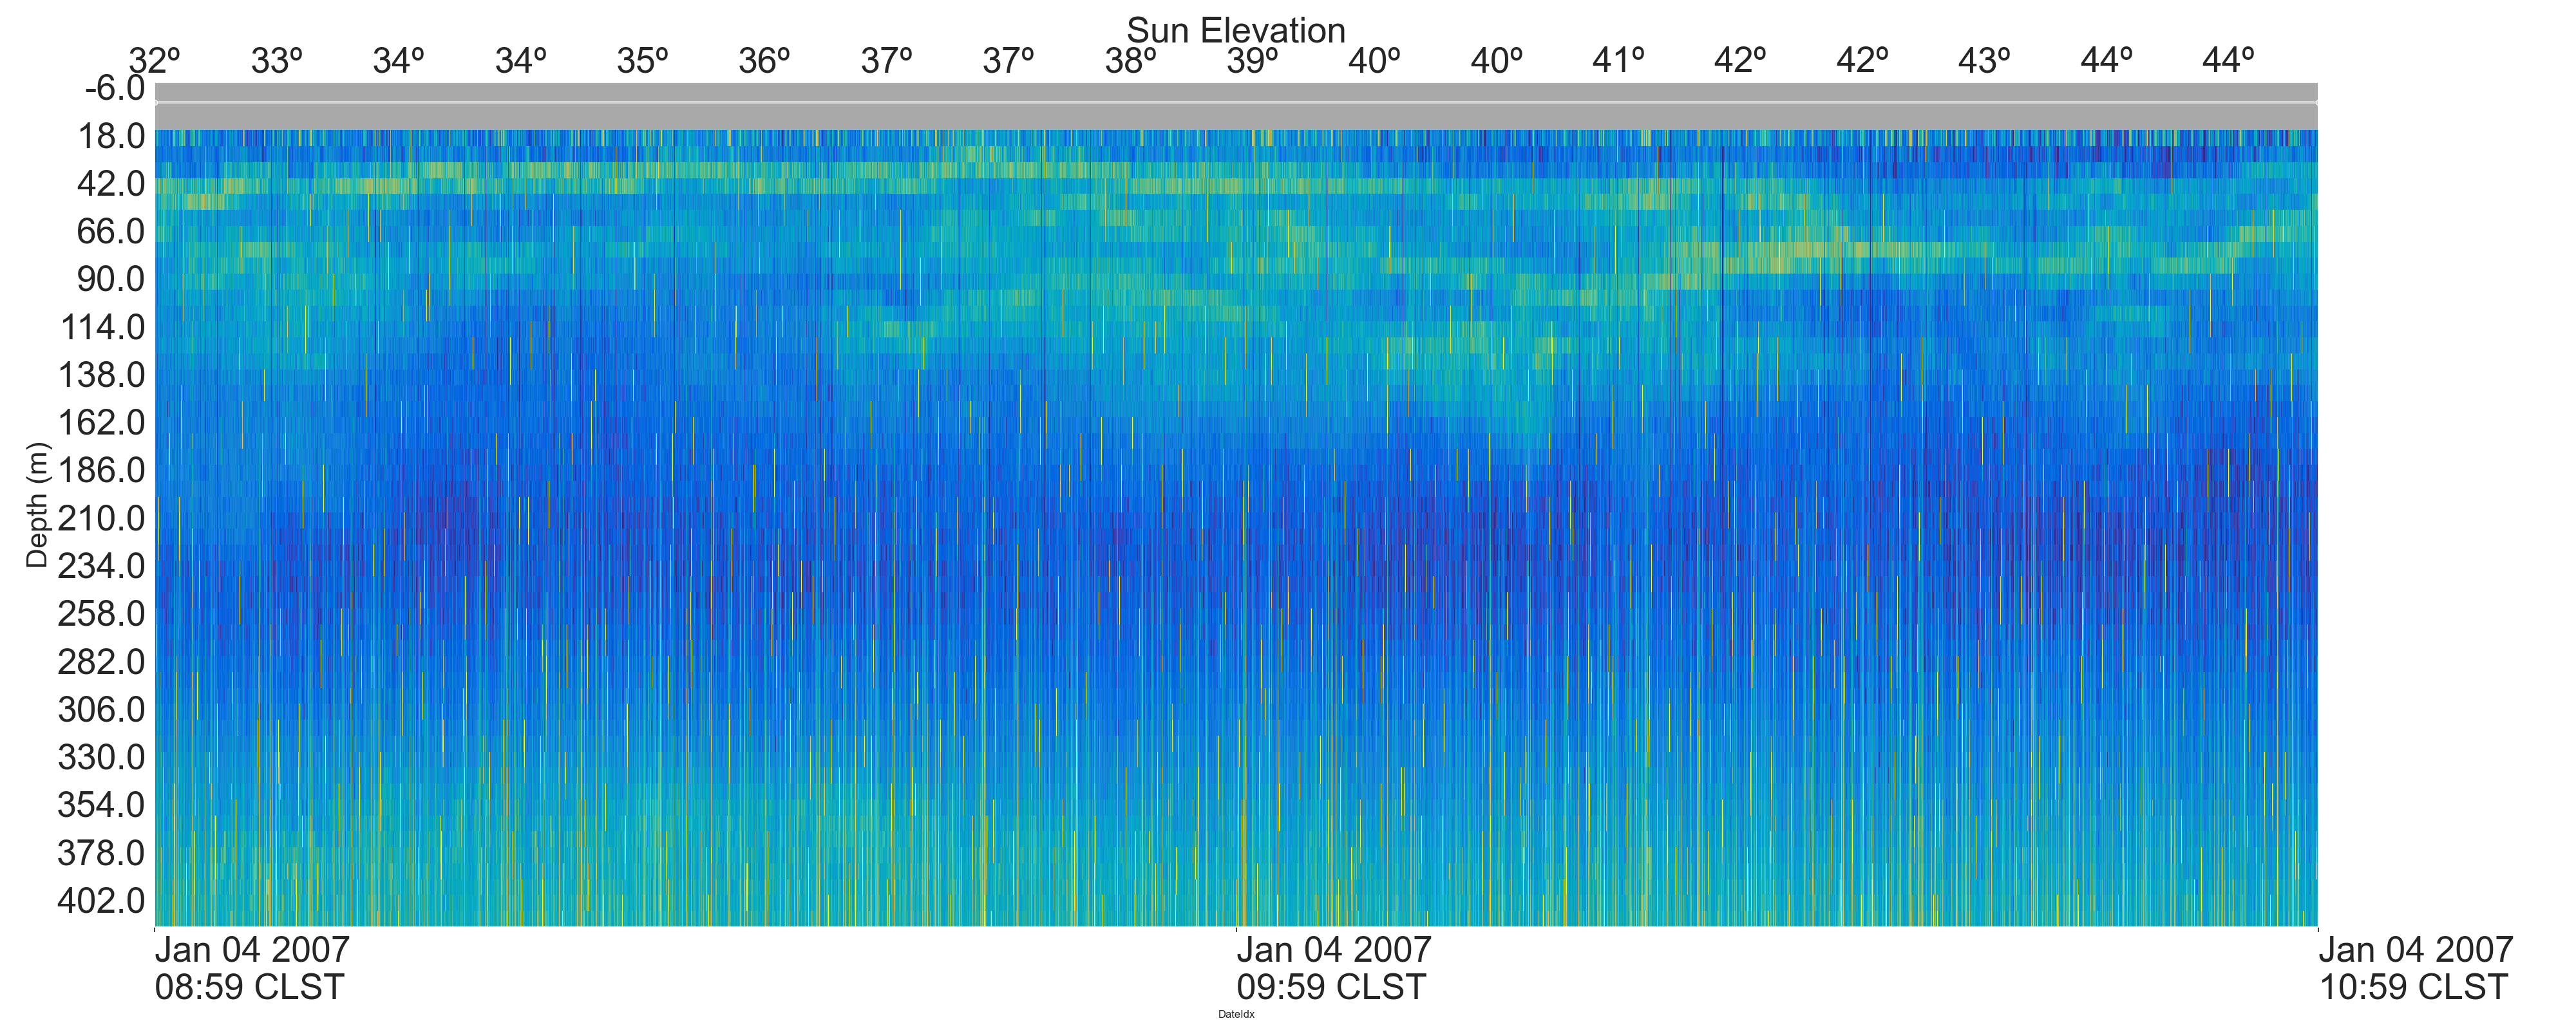 Sun Elevation
32º 33º 34º 34º 35º 36º 37º 37º 38º 39º 40º 40º 41º 42º 42º 43º 44º 44º
-6.0
18.0
42.0
66.0
90.0
114.0
138.0
162.0
186.0
210.0
234.0
258.0
282.0
306.0
330.0
354.0
378.0
402.0
Depth (m)
Jan 04 2007
08:59 CLST
Jan 04 2007
09:59 CLST
Jan 04 2007
10:59 CLST
DateIdx